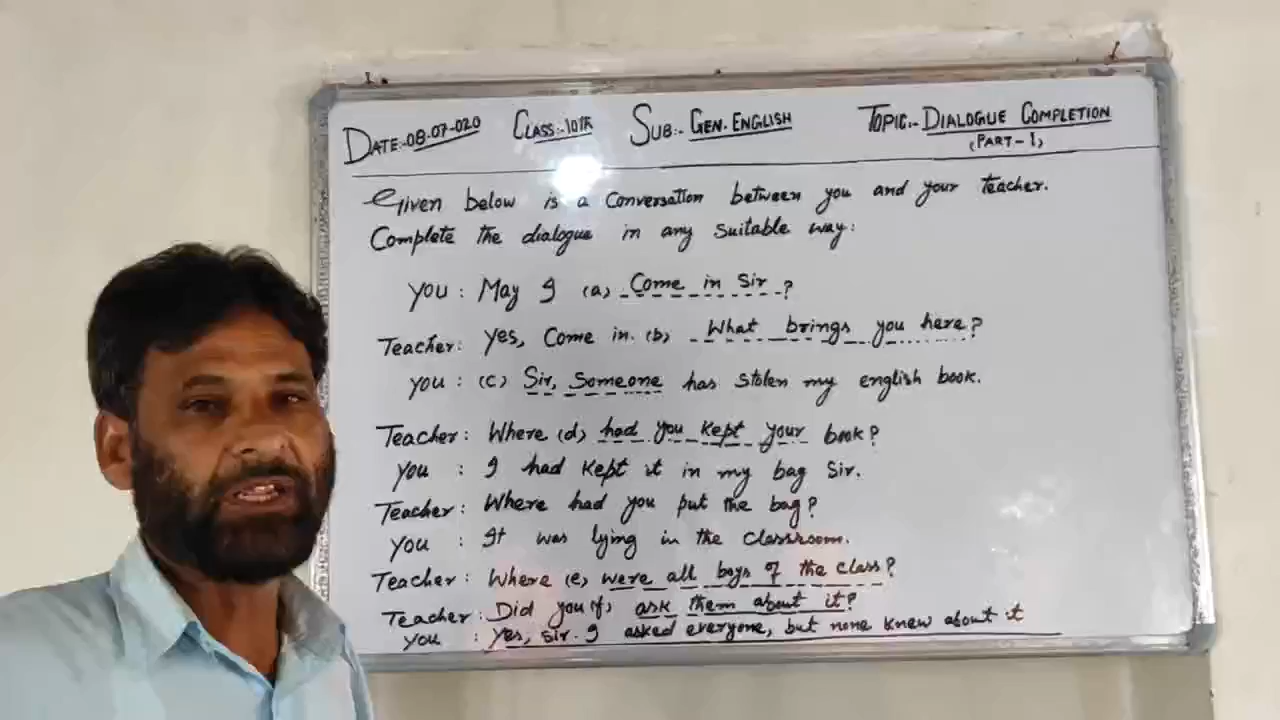 DATE:-08-07-020 CLASS:-10TH SUB:- GEN. ENGLISH TOPIC:- DIALOGUE COMPLETION
(PART-1)
Given below is a conversation between you and your teacher.
Complete the dialogue in any suitable way:
you : May I (a) Come in Sir ?
Teacher: Yes, Come in. (b) What brings you here?
you : (c) Sir, Someone has stolen my english book.
Teacher: Where (d) had you kept your book?
you : I had kept it in my bag Sir.
Teacher: Where had you put the bag?
you : It was lying in the classroom.
Teacher: Where (e) were all boys of the class?
Teacher: Did you (f) ask them about it?
you : Yes, Sir. I asked everyone, but none knew about it